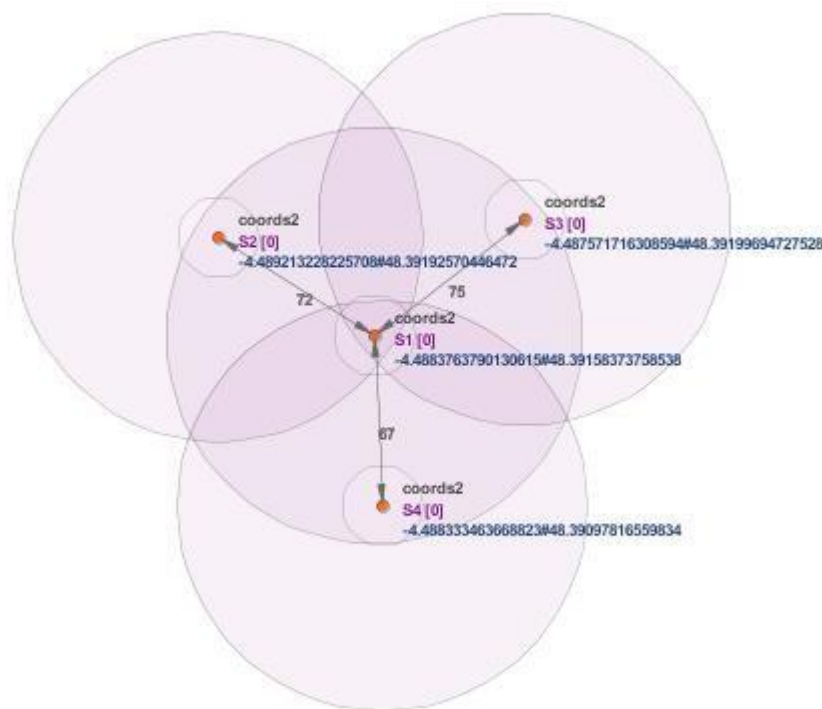 coords2
S3 [0]
-4.487571716308594#48.39199694727528
coords2
S2 [0]
-4.489213228225708#48.39192570446472
72
75
coords2
S1 [0]
-4.4883763790130615#48.39158373758538
67
coords2
S4 [0]
-4.488333463668823#48.39097816559834